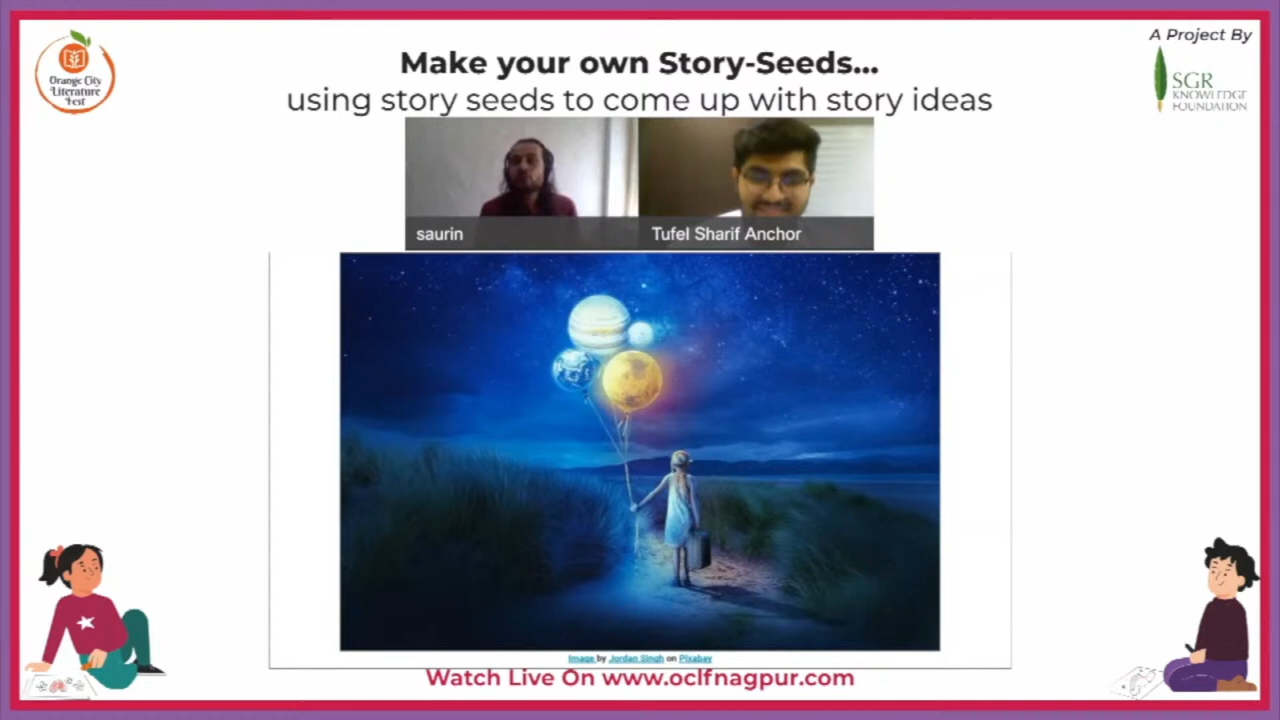 A Project By
Make your own Story-Seeds...
using story seeds to come up with story ideas
Orange City
Literature
Fest
SGR
KNOWLEDGE
FOUNDATION
saurin
Tufel Sharif Anchor
Image by Jordan Singh on Pixabay
Watch Live On www.oclfnagpur.com